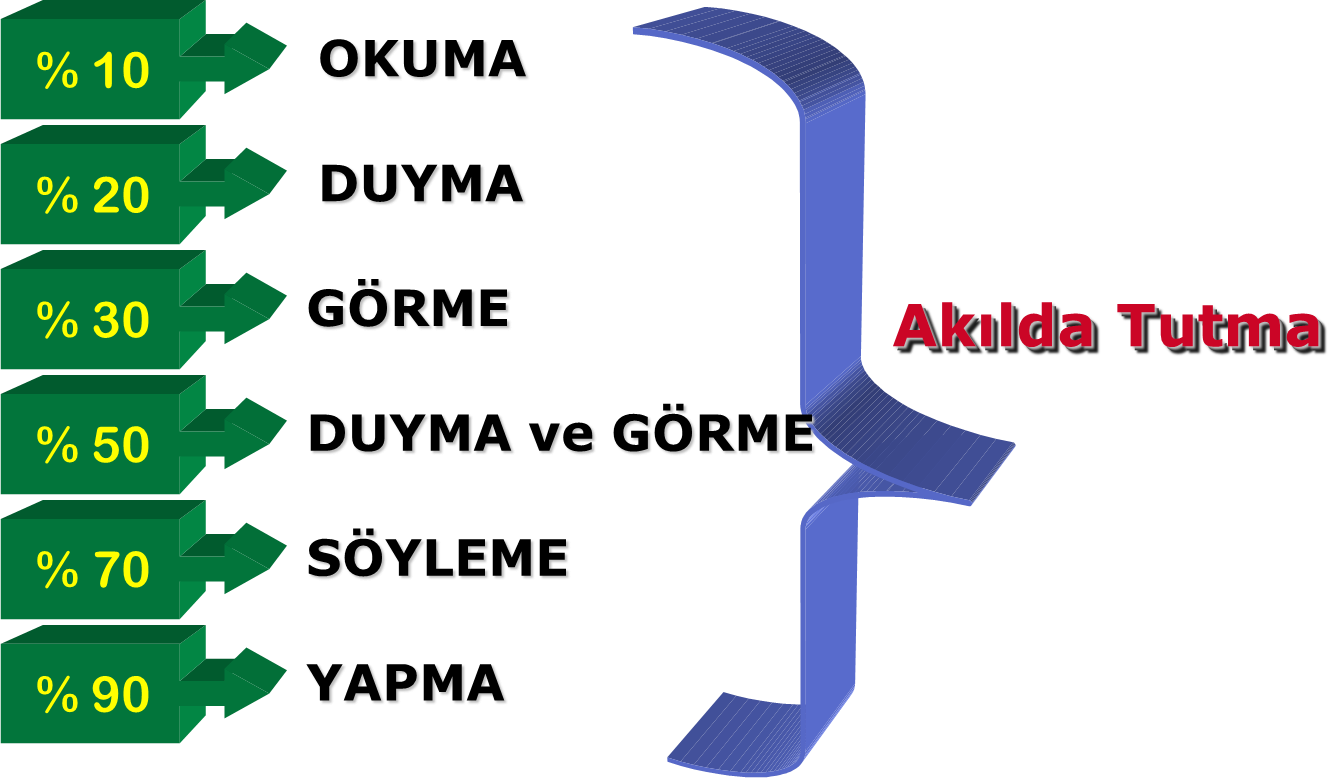 % 10 OKUMA
% 20 DUYMA
% 30 GÖRME
Akılda Tutma
% 50 DUYMA ve GÖRME
% 70 SÖYLEME
% 90 YAPMA